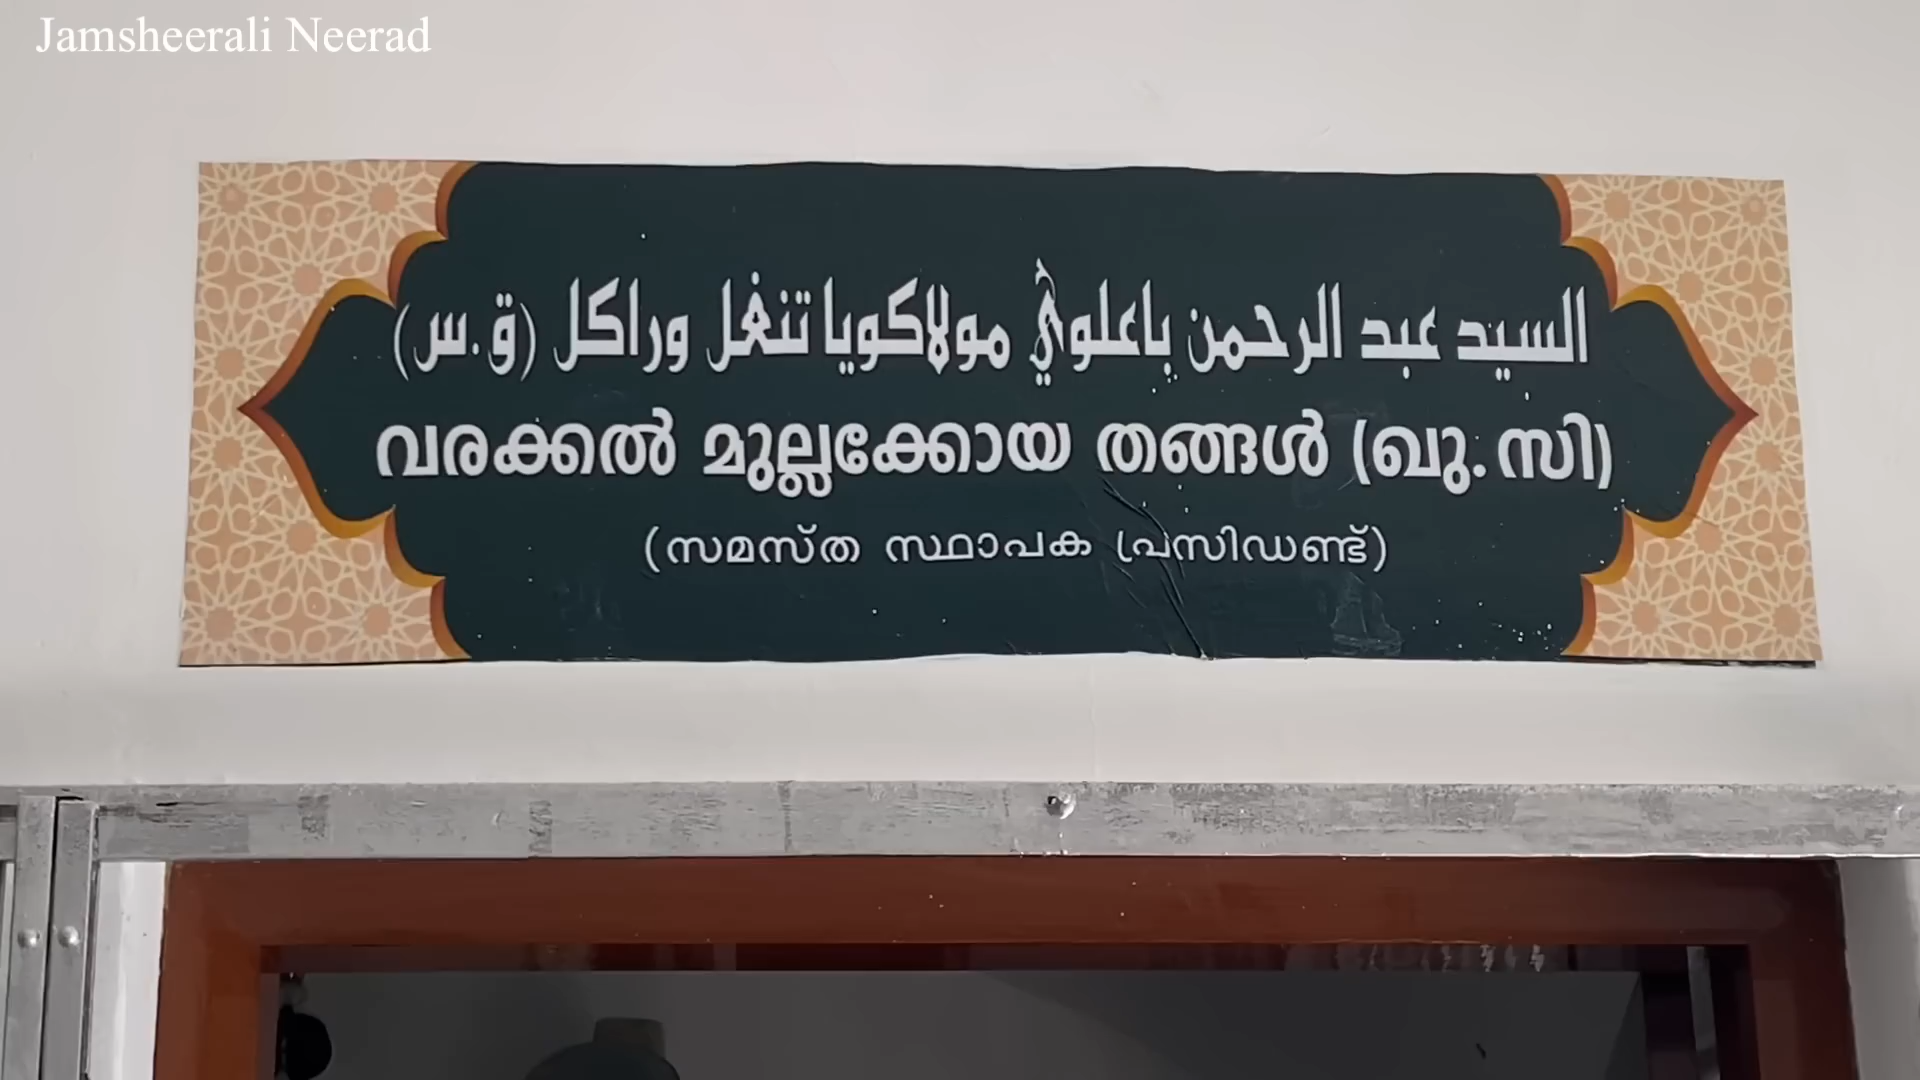 Jamsheerali Neerad
السيد عبد الرحمن باعلوي مولاكويا تنغل وراكل (ق.س)
വരക്കൽ മുല്ലക്കോയ തങ്ങൾ (ഖു.സി)
(സമസ്ത സ്ഥാപക പ്രസിഡണ്ട്)